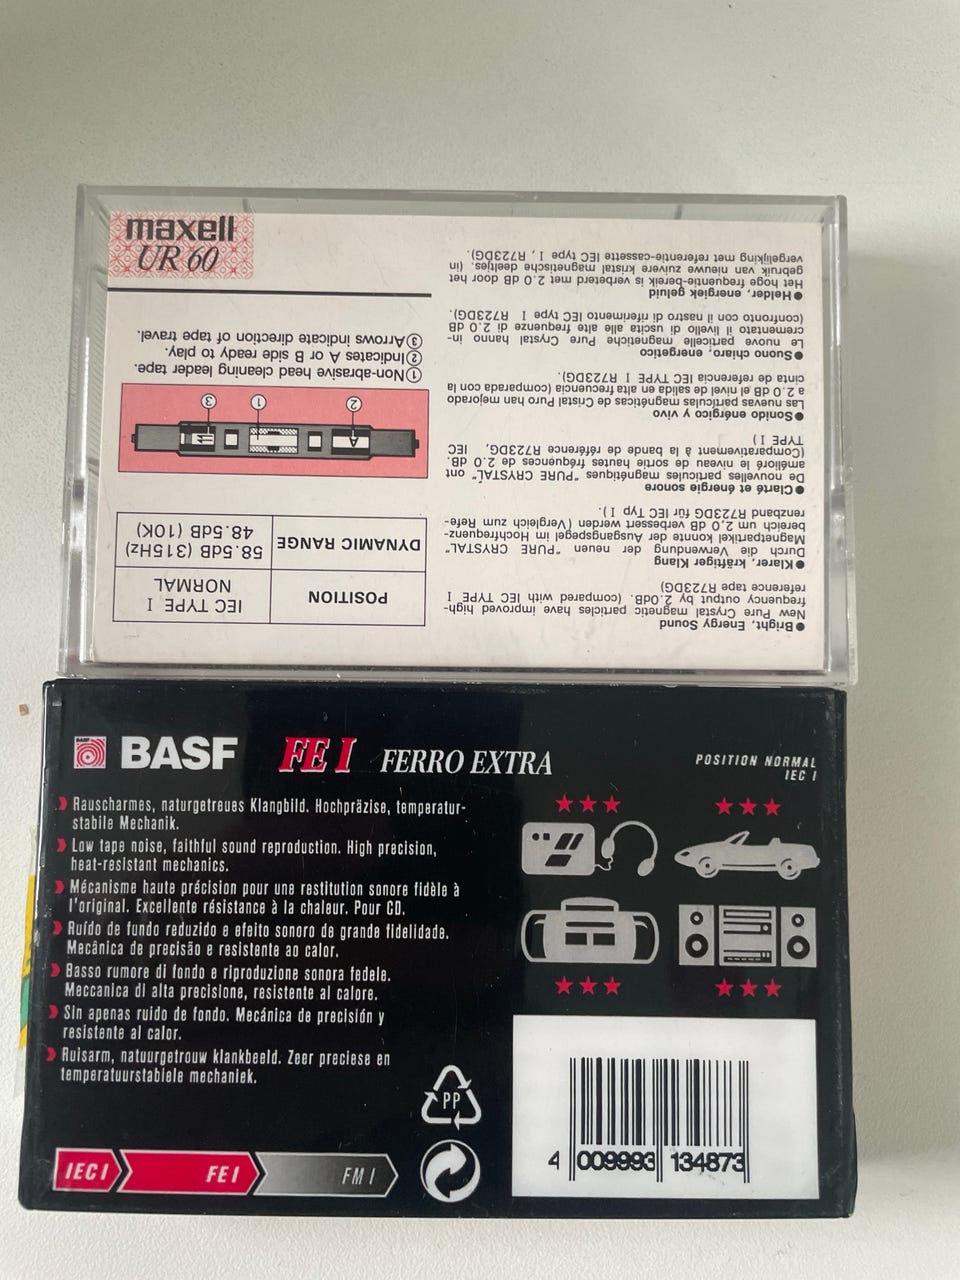 maxell
UR 60
● Bright, Energy Sound
New Pure Crystal magnetic particles have improved high-
frequency output by 2.0dB. (compared with IEC TYPE I
reference tape R723DG)
● Klarer, kräftiger Klang
Durch die Verwendung der neuen "PURE CRYSTAL"
Magnetpartikel konnte der Ausgangspegel im Hochfrequenz-
bereich um 2,0 dB verbessert werden (Vergleich zum Refe-
renzband R723DG für IEC Typ I).
● Clarté et énergie sonore
De nouvelles particules magnétiques "PURE CRYSTAL" ont
amélioré le niveau de sortie hautes fréquences de 2.0 dB.
(Comparativement à la bande de référence R723DG, IEC
TYPE I)
● Sonido enérgico y vivo
Las nuevas partículas magnéticas de Cristal Puro han mejorado
a 2.0 dB el nivel de salida en alta frecuencia (comparada con la
cinta de referencia IEC TYPE I R723DG).
● Suono chiaro, energetico
Le nuove particelle magnetiche Pure Crystal hanno in-
crementato il livello di uscita alle alte frequenze di 2.0 dB
(confronto con il nastro di riferimento IEC type I R723DG).
● Helder, energiek geluid
Het hoge frequentie-bereik is verbeterd met 2.0 dB door het
gebruik van nieuwe zuivere kristal magnetische deeltjes. (in
vergelijking met referentie-cassette IEC type I, R723DG).
POSITION
IEC TYPE I
NORMAL
DYNAMIC RANGE
58.5dB (315Hz)
48.5dB (10K)
A
② ① ③
①Non-abrasive head cleaning leader tape.
②Indicates A or B side ready to play.
③Arrows indicate direction of tape travel.
BASF
BASF FE I FERRO EXTRA
POSITION NORMAL
IEC I
Rauscharmes, naturgetreues Klangbild. Hochpräzise, temperatur-
stabile Mechanik.
Low tape noise, faithful sound reproduction. High precision,
heat-resistant mechanics.
Mécanisme haute précision pour une restitution sonore fidèle à
l'original. Excellente résistance à la chaleur. Pour CD.
Ruído de fundo reduzido e efeito sonoro de grande fidelidade.
Mecânica de precisão e resistente ao calor.
Basso rumore di fondo e riproduzione sonora fedele.
Meccanica di alta precisione, resistente al calore.
Sin apenas ruido de fondo. Mecánica de precisión y
resistente al calor.
Ruisarm, natuurgetrouw klankbeeld. Zeer preciese en
temperatuurstabiele mechaniek.
PP
IEC I FE I FM I
4 009993 134873